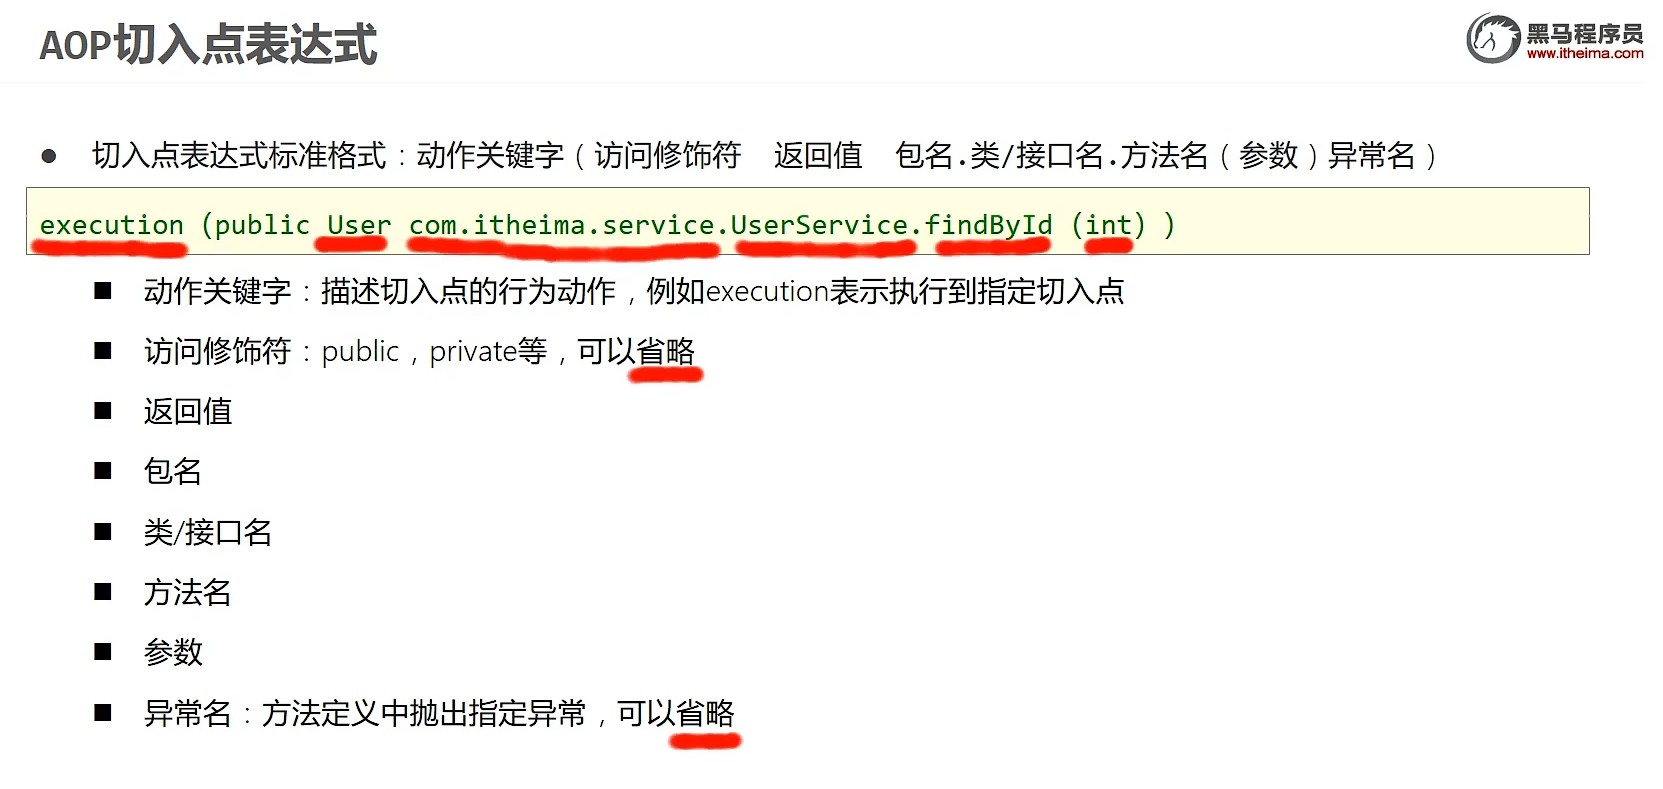 AOP切入点表达式
黑马程序员
www.itheima.com
● 切入点表达式标准格式：动作关键字（访问修饰符 返回值 包名.类/接口名.方法名（参数）异常名）
execution (public User com.itheima.service.UserService.findById (int) )
■ 动作关键字：描述切入点的行为动作，例如execution表示执行到指定切入点
■ 访问修饰符：public，private等，可以省略
■ 返回值
■ 包名
■ 类/接口名
■ 方法名
■ 参数
■ 异常名：方法定义中抛出指定异常，可以省略